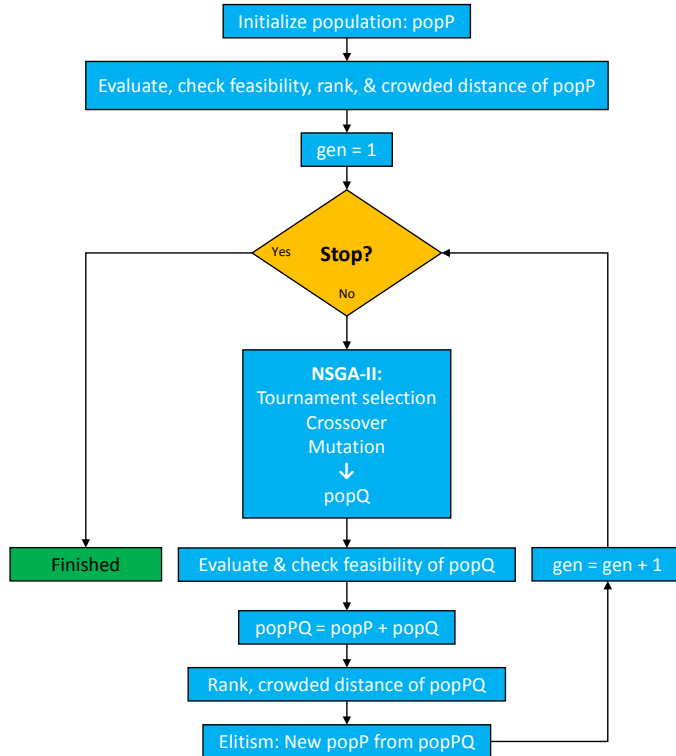 Initialize population: popP
Evaluate, check feasibility, rank, & crowded distance of popP
gen = 1
Stop?
Yes
No
NSGA-II:
Tournament selection
Crossover
Mutation
↓
popQ
Finished
Evaluate & check feasibility of popQ
gen = gen + 1
popPQ = popP + popQ
Rank, crowded distance of popPQ
Elitism: New popP from popPQ